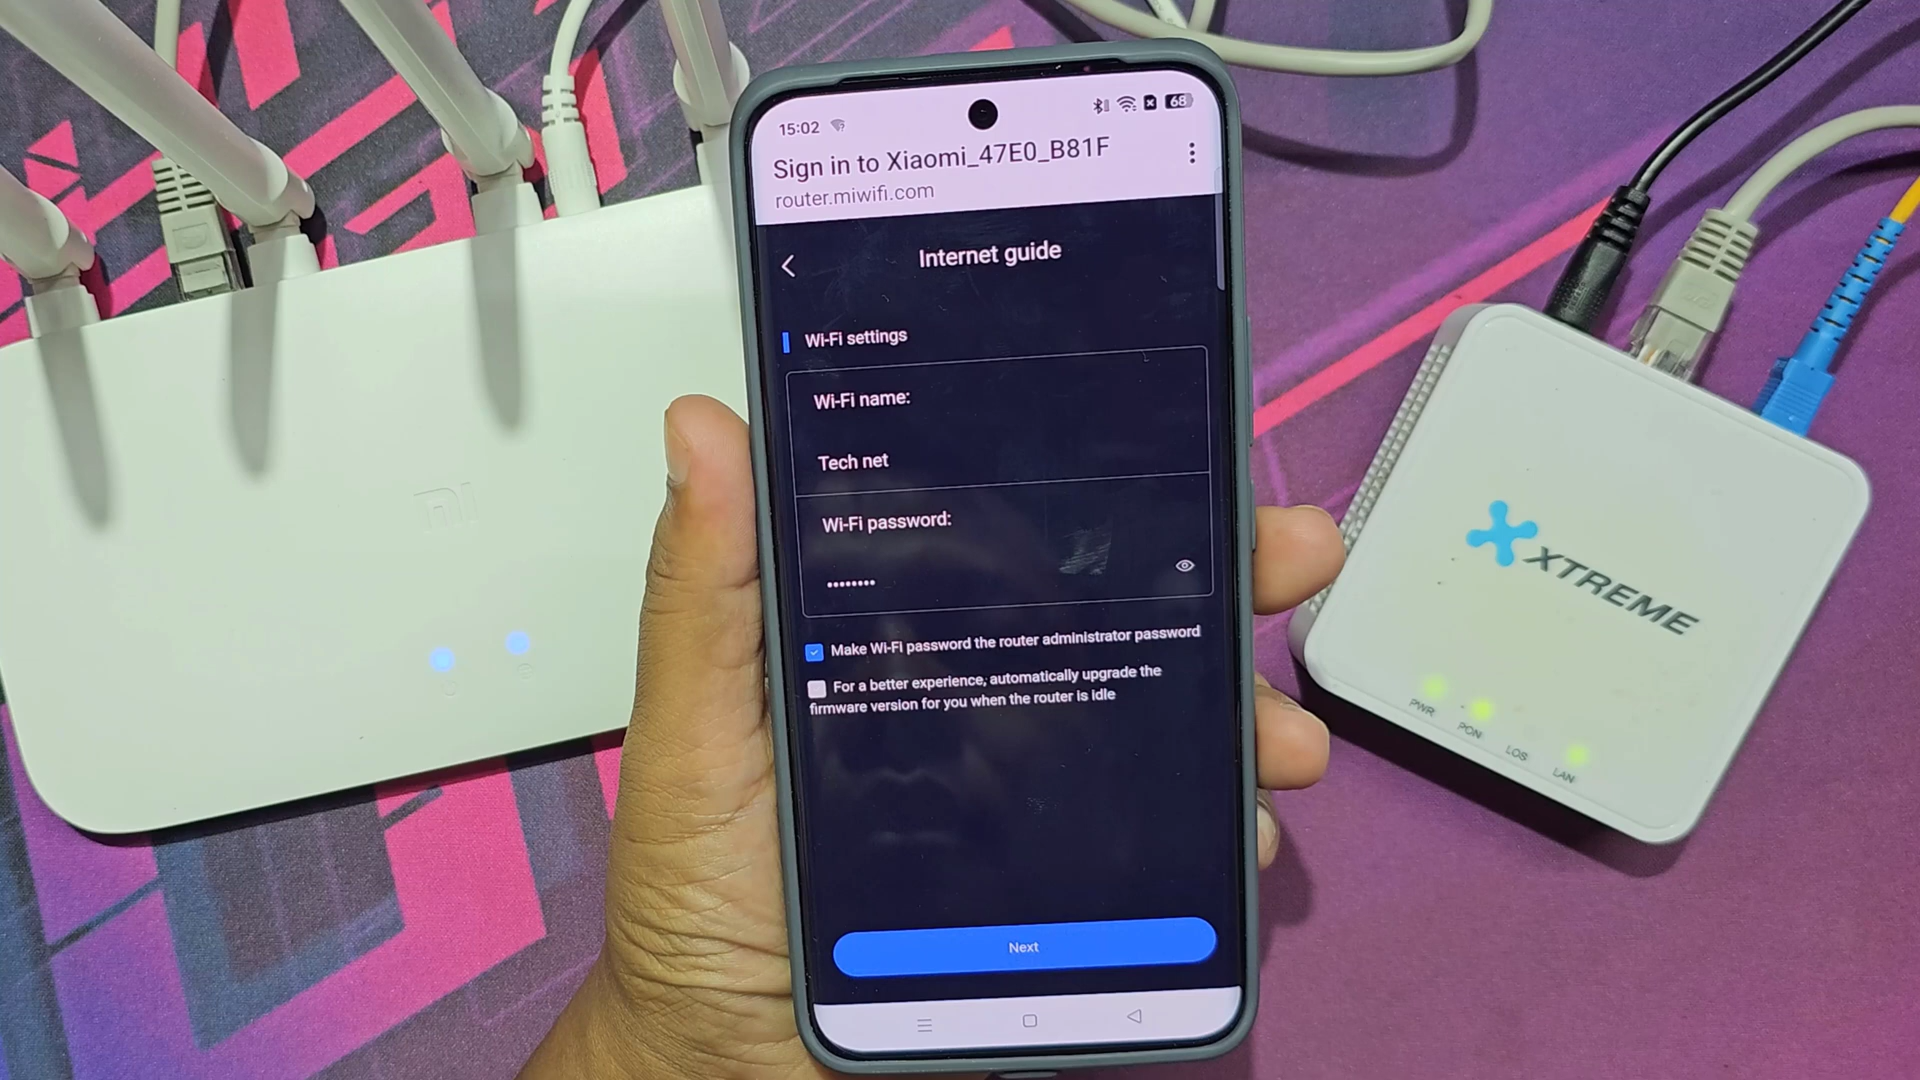 15:02
68
Sign in to Xiaomi_47E0_B81F
router.miwifi.com
Internet guide
Wi-Fi settings
Wi-Fi name:
Tech net
Wi-Fi password:
••••••••
Make Wi-Fi password the router administrator password
For a better experience, automatically upgrade the
firmware version for you when the router is idle
Next
MI
XTREME
PWR
PON
LOS
LAN